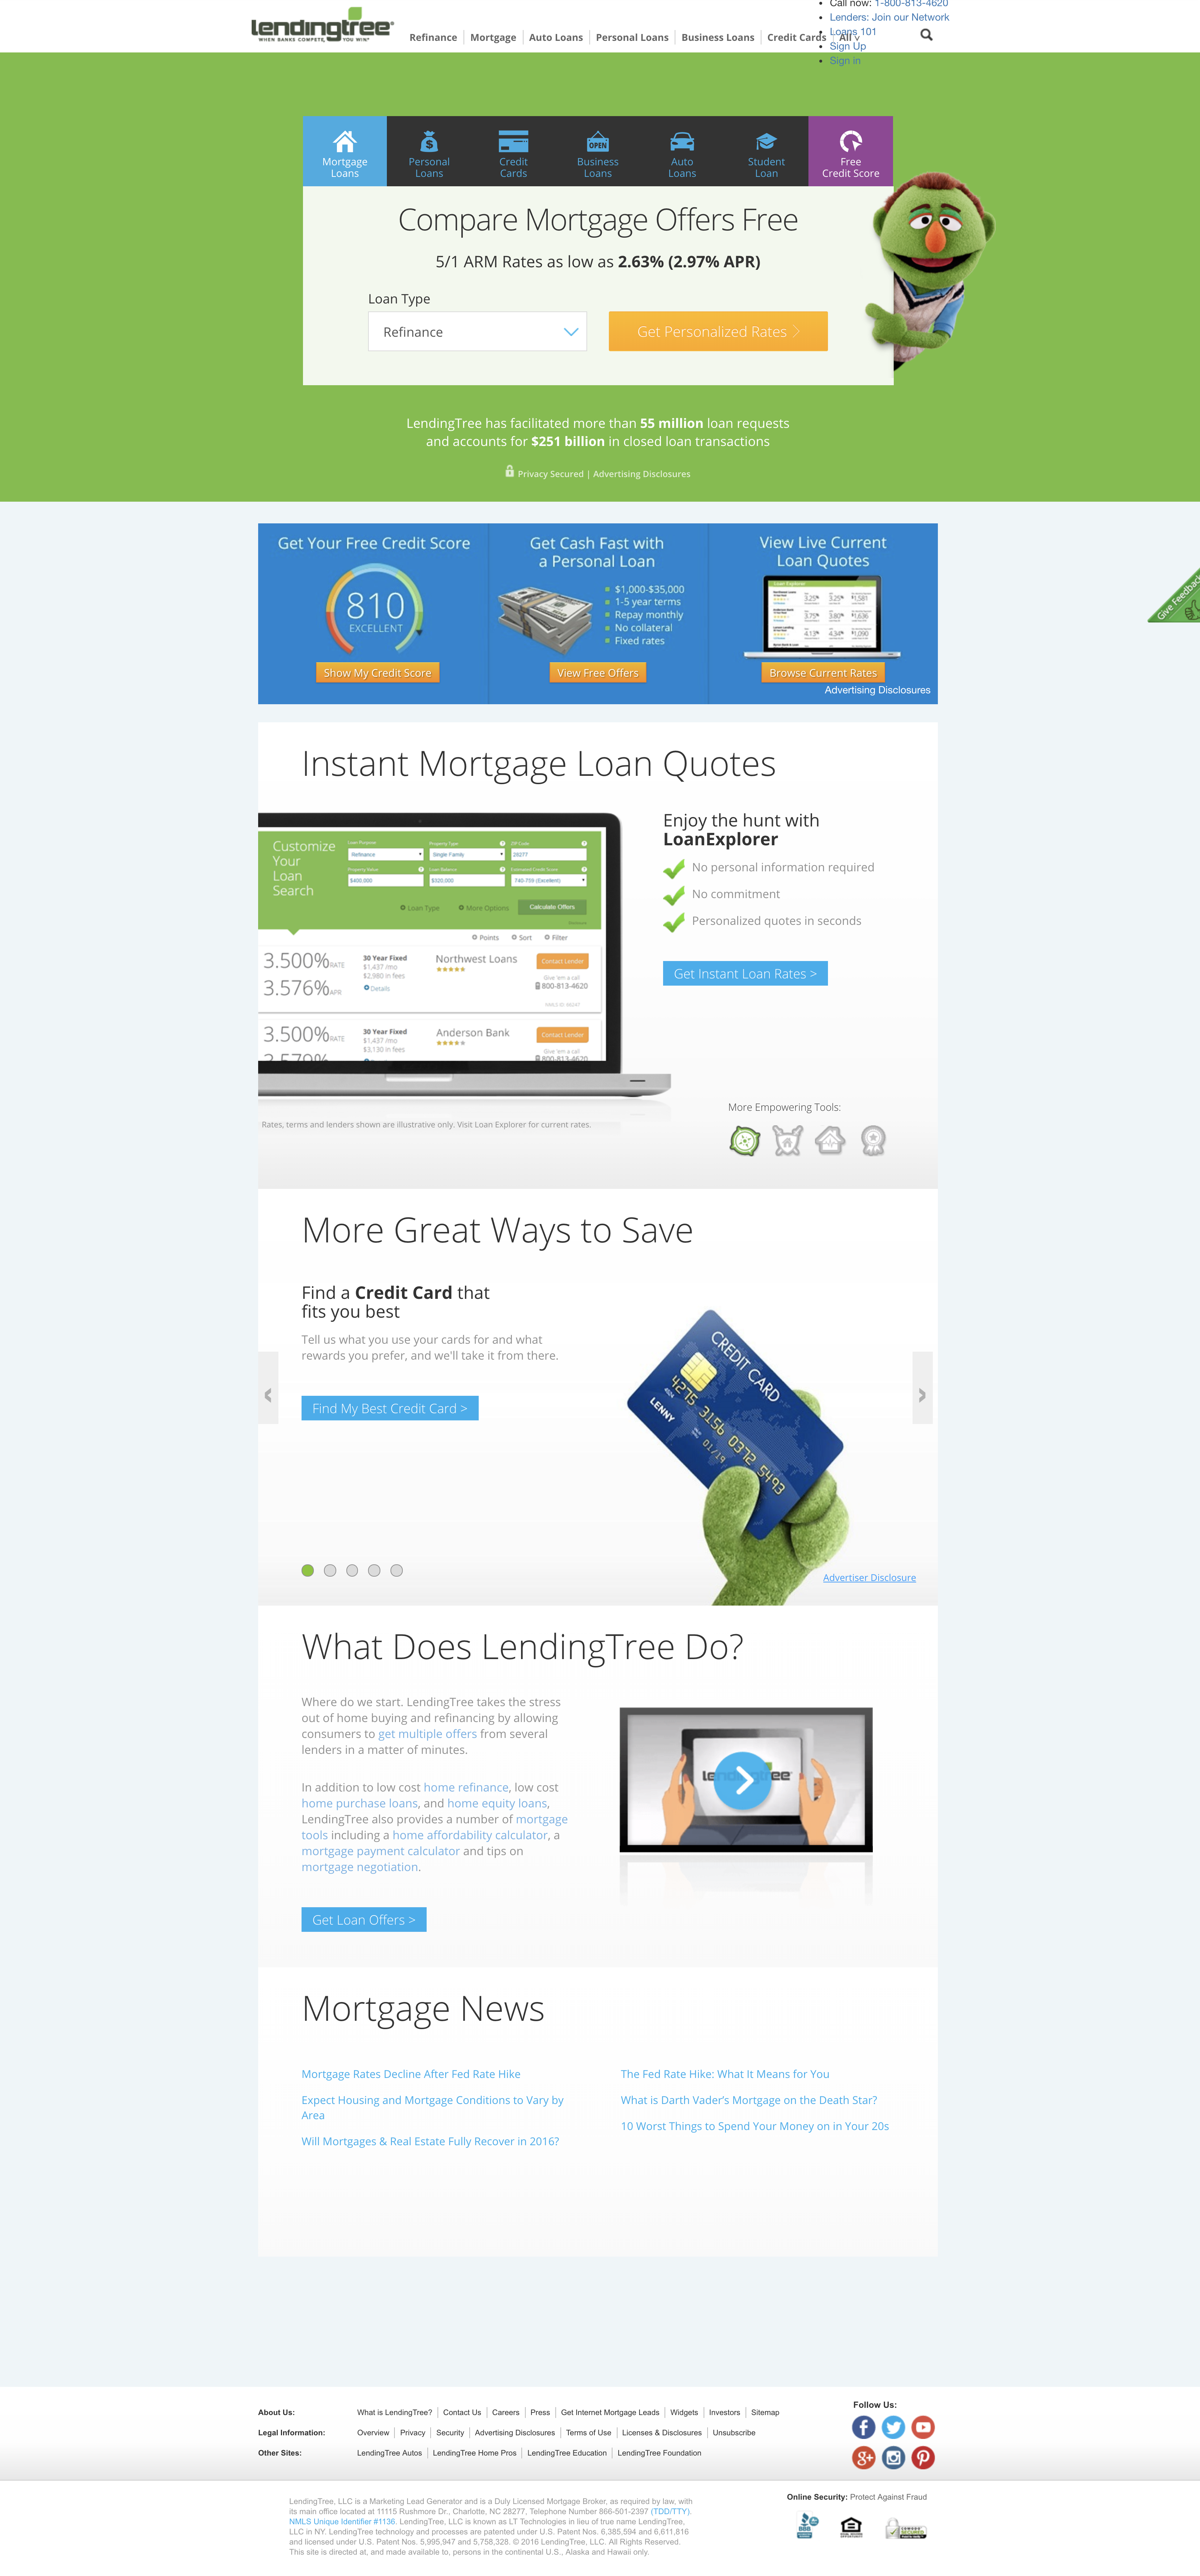 lendingtree
WHEN BANKS COMPETE, YOU WIN
Call now: 1-800-813-4620
Lenders: Join our Network
Loans 101
Sign Up
Sign in
Refinance Mortgage Auto Loans Personal Loans Business Loans Credit Cards All
Mortgage Loans
Personal Loans
Credit Cards
OPEN
Business Loans
Auto Loans
Student Loan
Free Credit Score
Compare Mortgage Offers Free
5/1 ARM Rates as low as 2.63% (2.97% APR)
Loan Type
Refinance
Get Personalized Rates
LendingTree has facilitated more than 55 million loan requests
and accounts for $251 billion in closed loan transactions
Privacy Secured | Advertising Disclosures
Get Your Free Credit Score
810
EXCELLENT
Show My Credit Score
Get Cash Fast with
a Personal Loan
$1,000-$35,000
1-5 year terms
Repay monthly
No collateral
Fixed rates
View Free Offers
View Live Current
Loan Quotes
Browse Current Rates
Advertising Disclosures
Give Feedback
Instant Mortgage Loan Quotes
Customize
Your
Loan
Search
Loan Purpose Property Type ZIP Code
Refinance Single Family 28277
Property Value Loan Balance Estimated Credit Score
$400,000 $320,000 740-759 (Excellent)
Loan Type More Options Calculate Offers
Points Sort Filter
3.500% RATE
3.576% APR
30 Year Fixed
$1,437 /mo
$2,980 in fees
Details
Northwest Loans
Contact Lender
Give 'em a call
800-813-4620
3.500% RATE
30 Year Fixed
$1,437 /mo
$3,130 in fees
Anderson Bank
Contact Lender
Give 'em a call
800-813-4620
Rates, terms and lenders shown are illustrative only. Visit Loan Explorer for current rates.
Enjoy the hunt with
LoanExplorer
No personal information required
No commitment
Personalized quotes in seconds
Get Instant Loan Rates >
More Empowering Tools:
More Great Ways to Save
Find a Credit Card that
fits you best
Tell us what you use your cards for and what
rewards you prefer, and we'll take it from there.
Find My Best Credit Card >
CREDIT CARD
4275 3156 0372 5493
01/19
LENNY
Advertiser Disclosure
What Does LendingTree Do?
Where do we start. LendingTree takes the stress
out of home buying and refinancing by allowing
consumers to get multiple offers from several
lenders in a matter of minutes.
In addition to low cost home refinance, low cost
home purchase loans, and home equity loans,
LendingTree also provides a number of mortgage
tools including a home affordability calculator, a
mortgage payment calculator and tips on
mortgage negotiation.
Get Loan Offers >
Mortgage News
Mortgage Rates Decline After Fed Rate Hike
Expect Housing and Mortgage Conditions to Vary by
Area
Will Mortgages & Real Estate Fully Recover in 2016?
The Fed Rate Hike: What It Means for You
What is Darth Vader's Mortgage on the Death Star?
10 Worst Things to Spend Your Money on in Your 20s
About Us: What is LendingTree? Contact Us Careers Press Get Internet Mortgage Leads Widgets Investors Sitemap
Legal Information: Overview Privacy Security Advertising Disclosures Terms of Use Licenses & Disclosures Unsubscribe
Other Sites: LendingTree Autos LendingTree Home Pros LendingTree Education LendingTree Foundation
Follow Us:
LendingTree, LLC is a Marketing Lead Generator and is a Duly Licensed Mortgage Broker, as required by law, with
its main office located at 11115 Rushmore Dr., Charlotte, NC 28277, Telephone Number 866-501-2397 (TDD/TTY).
NMLS Unique Identifier #1136. LendingTree, LLC is known as LT Technologies in lieu of true name LendingTree,
LLC in NY. LendingTree technology and processes are patented under U.S. Patent Nos. 6,385,594 and 6,611,816
and licensed under U.S. Patent Nos. 5,995,947 and 5,758,328. © 2016 LendingTree, LLC. All Rights Reserved.
This site is directed at, and made available to, persons in the continental U.S., Alaska and Hawaii only.
Online Security: Protect Against Fraud